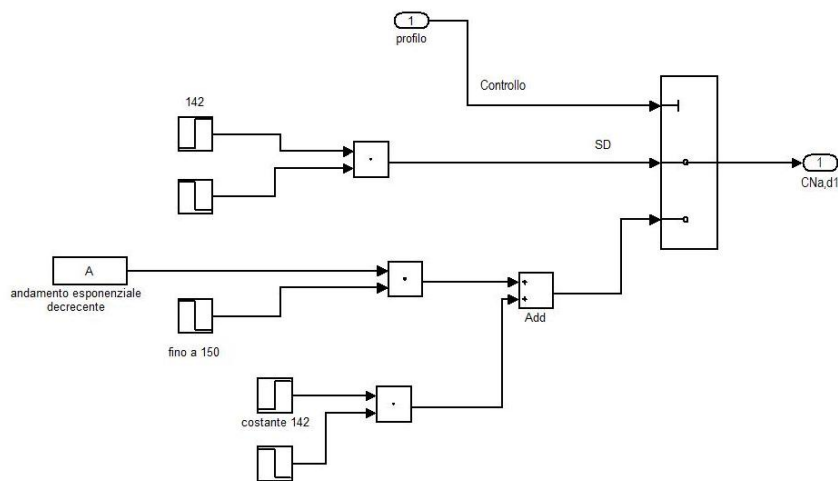 1
profilo
Controllo
142
SD
1
CNa,d1
A
andamento esponenziale
decrecente
Add
fino a 150
costante 142